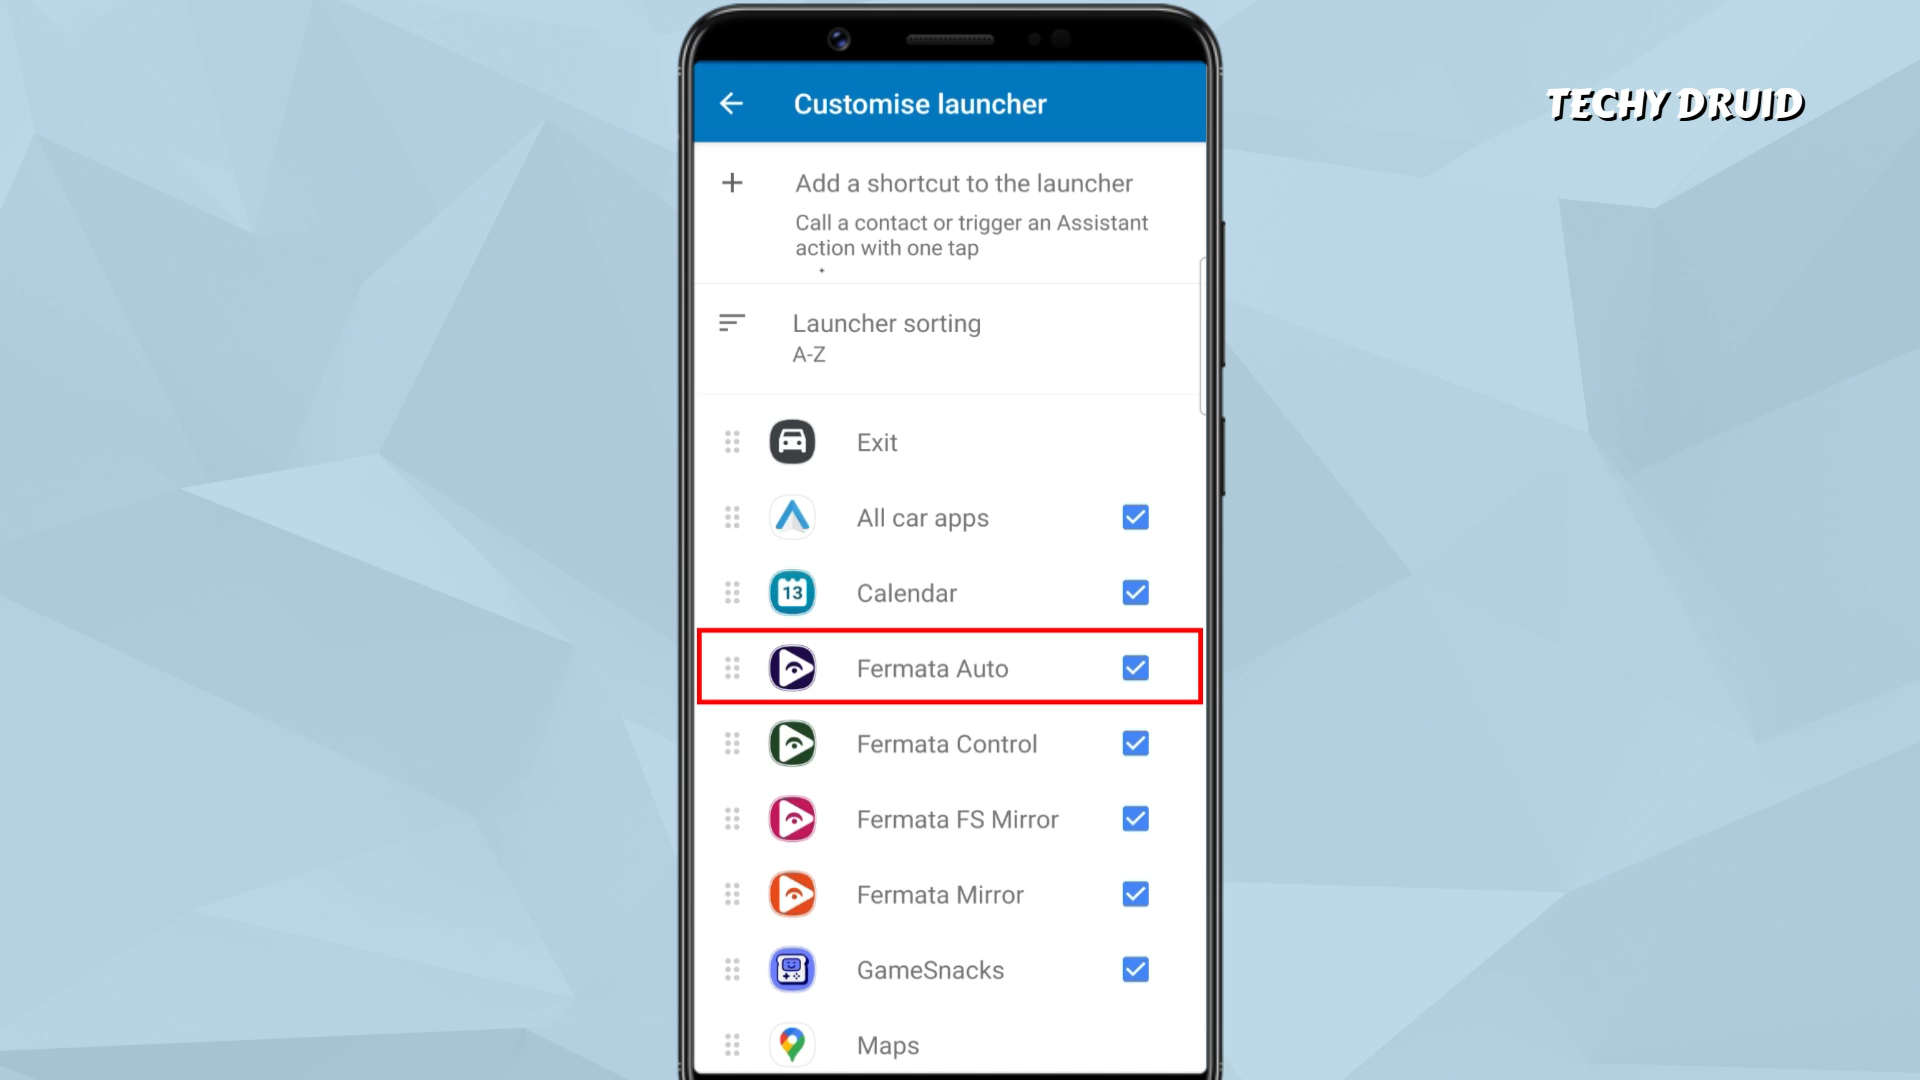 TECHY DRUID
Customise launcher
Add a shortcut to the launcher
Call a contact or trigger an Assistant
action with one tap
Launcher sorting
A-Z
Exit
All car apps
13
Calendar
Fermata Auto
Fermata Control
Fermata FS Mirror
Fermata Mirror
GameSnacks
Maps